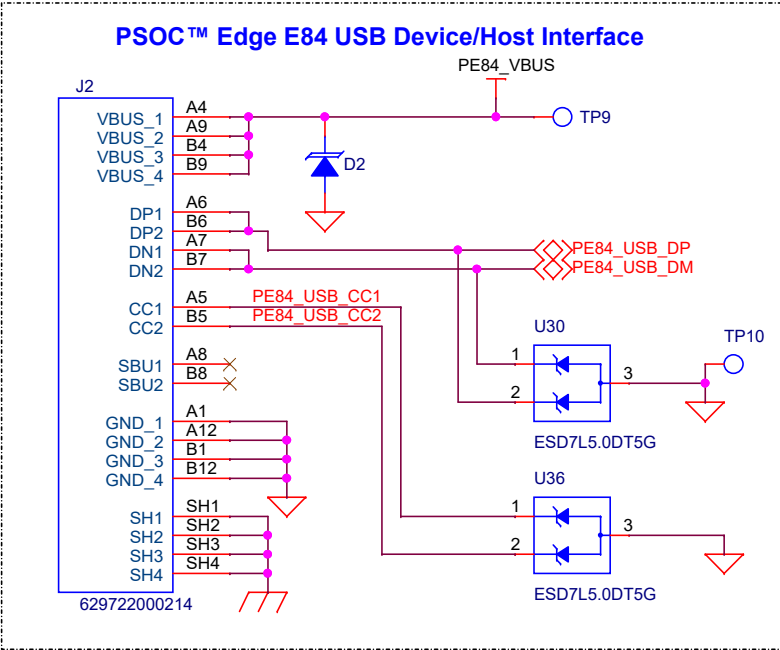 PSOC™ Edge E84 USB Device/Host Interface
PE84_VBUS
J2
VBUS_1 A4
TP9
VBUS_2 A9
VBUS_3 B4
VBUS_4 B9
D2
DP1 A6
DP2 B6
DN1 A7
PE84_USB_DP
DN2 B7
PE84_USB_DM
CC1 A5 PE84_USB_CC1
CC2 B5 PE84_USB_CC2
U30
TP10
SBU1 A8
1
SBU2 B8
3
2
GND_1 A1
GND_2 A12
ESD7L5.0DT5G
GND_3 B1
GND_4 B12
U36
SH1 SH1
1
SH2 SH2
3
SH3 SH3
2
SH4 SH4
ESD7L5.0DT5G
629722000214